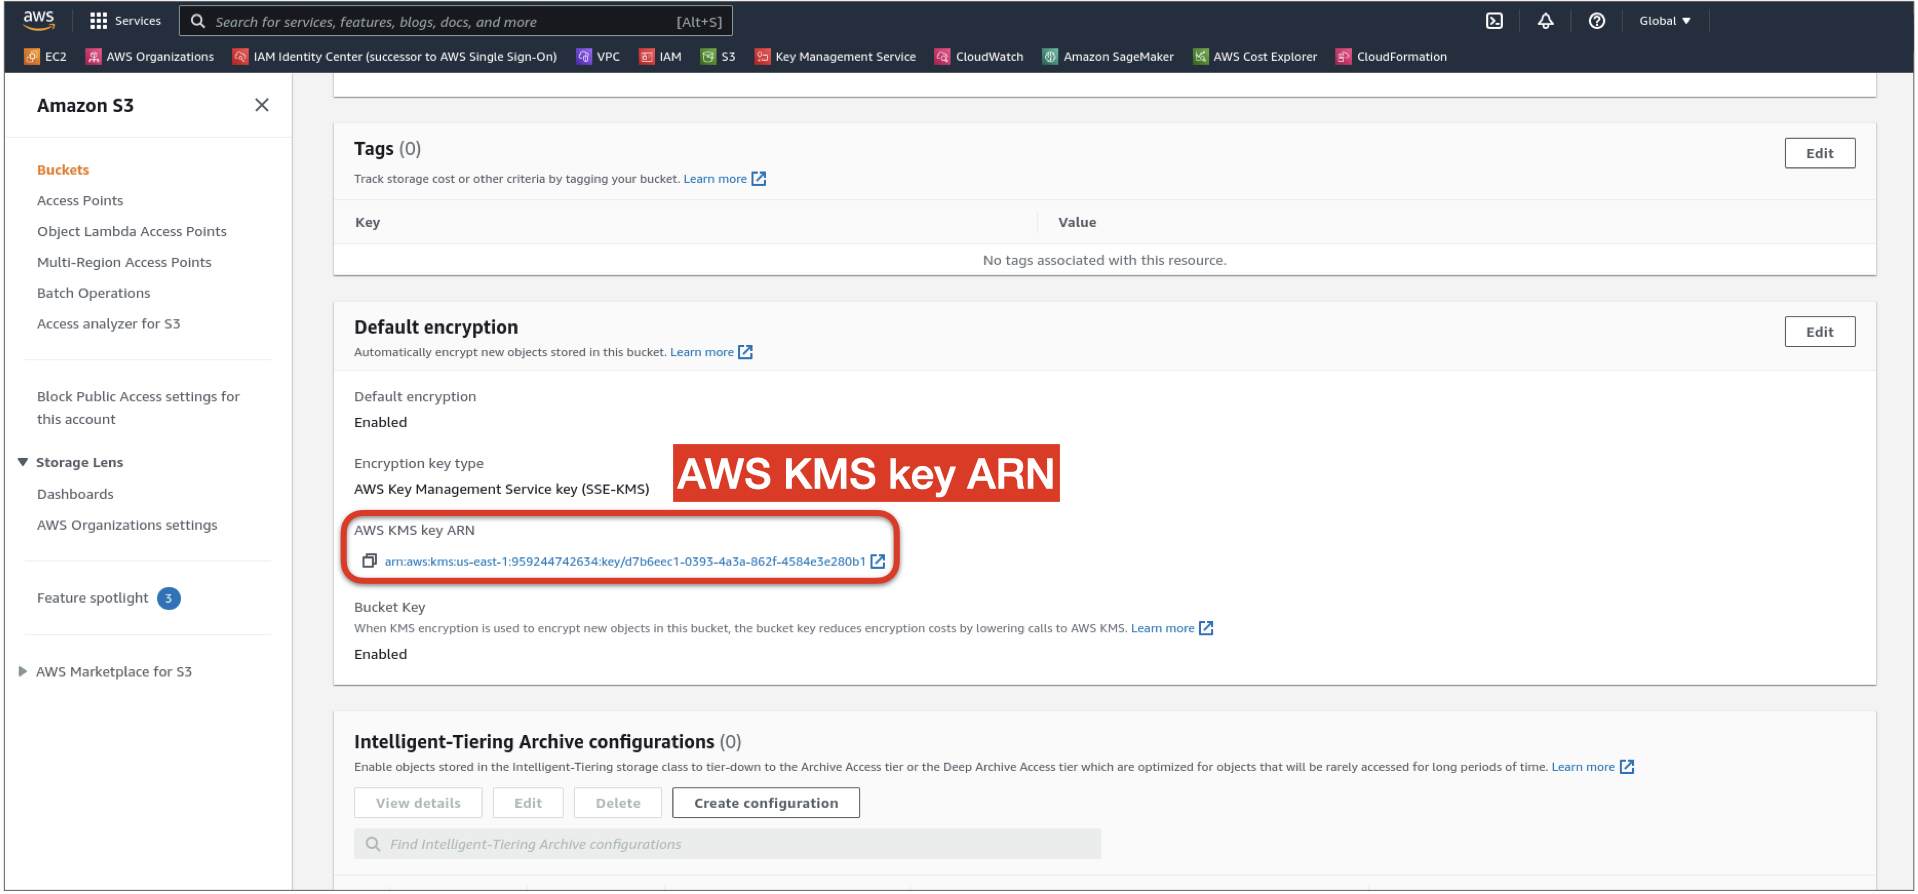 aws
Services
Search for services, features, blogs, docs, and more
[Alt+S]
Global
EC2
AWS Organizations
IAM Identity Center (successor to AWS Single Sign-On)
VPC
IAM
S3
Key Management Service
CloudWatch
Amazon SageMaker
AWS Cost Explorer
CloudFormation
Amazon S3
Buckets
Access Points
Object Lambda Access Points
Multi-Region Access Points
Batch Operations
Access analyzer for S3
Block Public Access settings for
this account
Storage Lens
Dashboards
AWS Organizations settings
Feature spotlight 3
AWS Marketplace for S3
Tags (0)
Edit
Track storage cost or other criteria by tagging your bucket. Learn more
Key
Value
No tags associated with this resource.
Default encryption
Edit
Automatically encrypt new objects stored in this bucket. Learn more
Default encryption
Enabled
Encryption key type
AWS Key Management Service key (SSE-KMS)
AWS KMS key ARN
AWS KMS key ARN
arn:aws:kms:us-east-1:959244742634:key/d7b6eec1-0393-4a3a-862f-4584e3e280b1
Bucket Key
When KMS encryption is used to encrypt new objects in this bucket, the bucket key reduces encryption costs by lowering calls to AWS KMS. Learn more
Enabled
Intelligent-Tiering Archive configurations (0)
Enable objects stored in the Intelligent-Tiering storage class to tier-down to the Archive Access tier or the Deep Archive Access tier which are optimized for objects that will be rarely accessed for long periods of time. Learn more
View details
Edit
Delete
Create configuration
Find Intelligent-Tiering Archive configurations